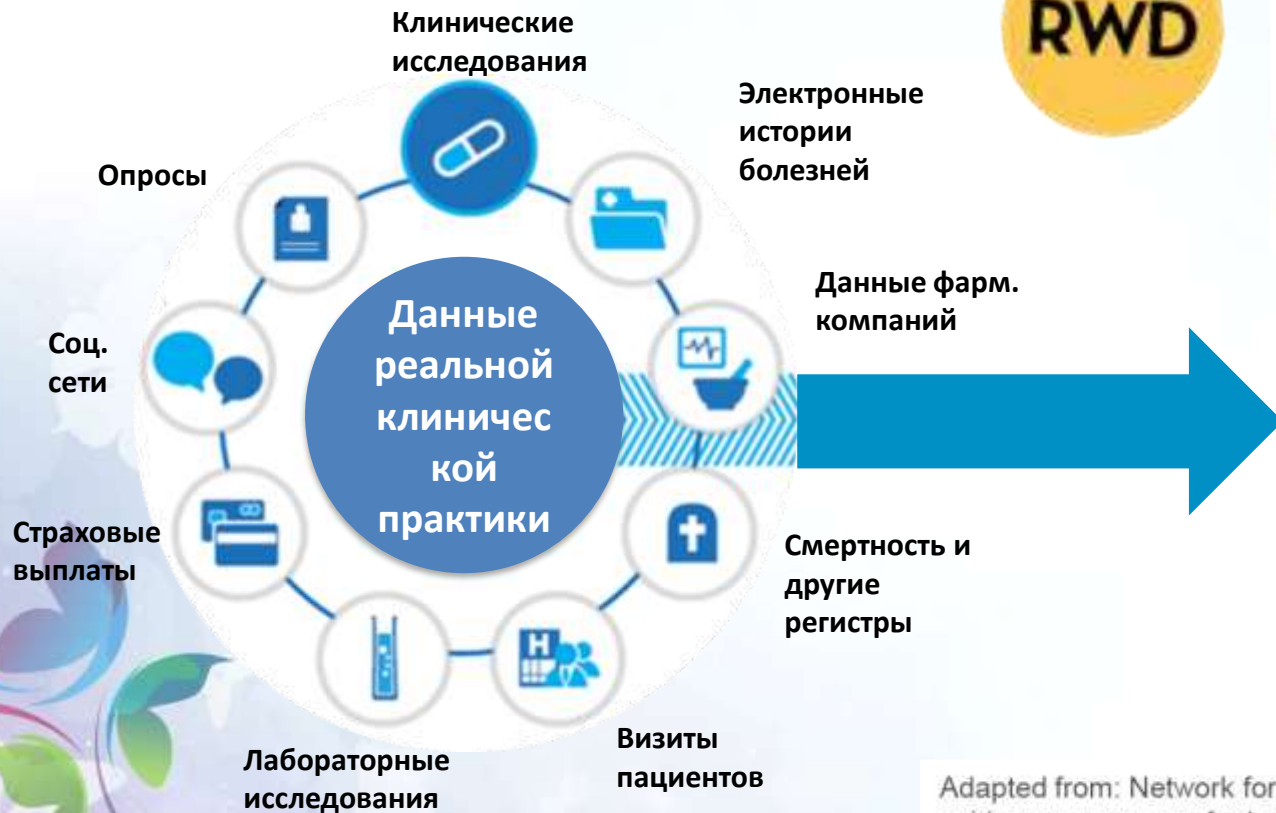 Клинические
исследования
RWD
Электронные
истории
болезней
Опросы
Данные фарм.
компаний
Данные
реальной
клиничес
кой
практики
Соц.
сети
Страховые
выплаты
Смертность и
другие
регистры
H
Визиты
пациентов
Лабораторные
исследования
Adapted from: Network for